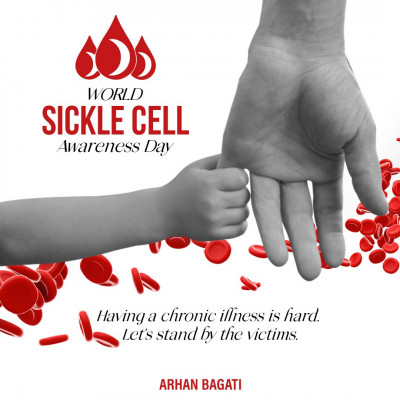 WORLD
SICKLE CELL
Awareness Day
Having a chronic illness is hard.
Let's stand by the victims.
ARHAN BAGATI